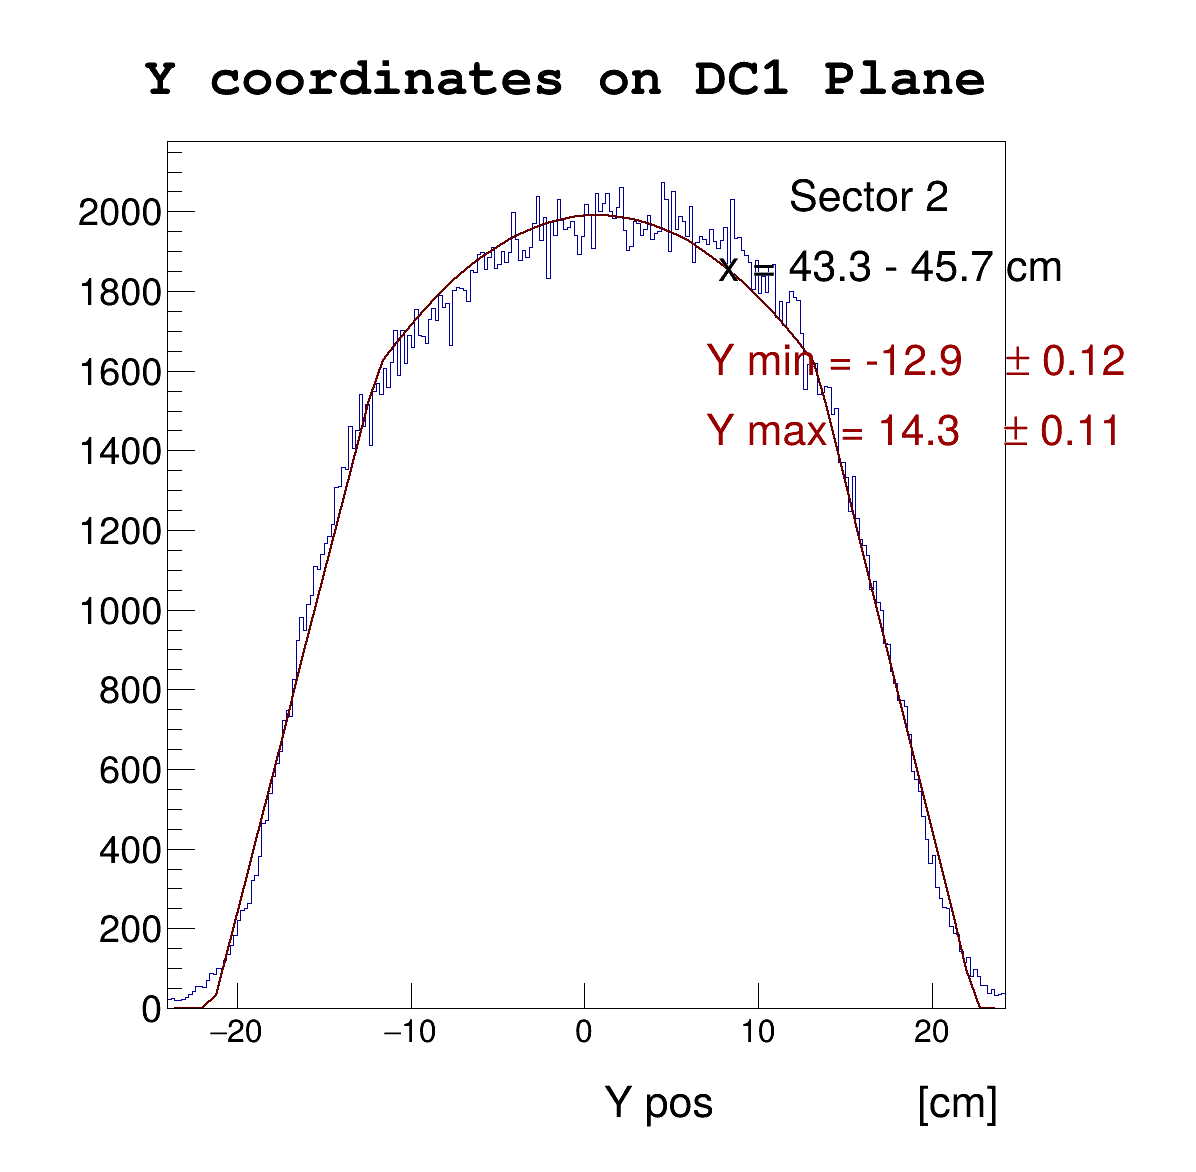 Y coordinates on DC1 Plane
Sector 2
x = 43.3 - 45.7 cm
Y min = -12.9 ± 0.12
Y max = 14.3 ± 0.11
2000
1800
1600
1400
1200
1000
800
600
400
200
0
−20 −10 0 10 20
Y pos [cm]